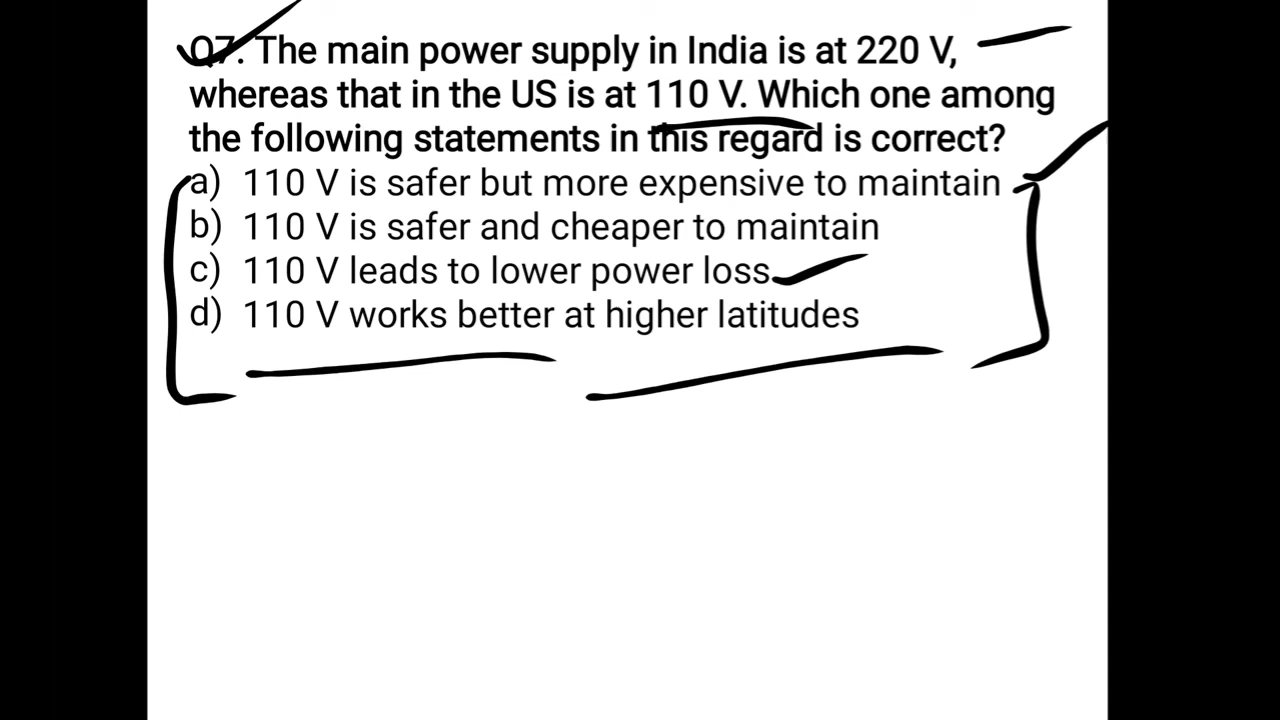 Q7. The main power supply in India is at 220 V,
whereas that in the US is at 110 V. Which one among
the following statements in this regard is correct?
a) 110 V is safer but more expensive to maintain
b) 110 V is safer and cheaper to maintain
c) 110 V leads to lower power loss
d) 110 V works better at higher latitudes